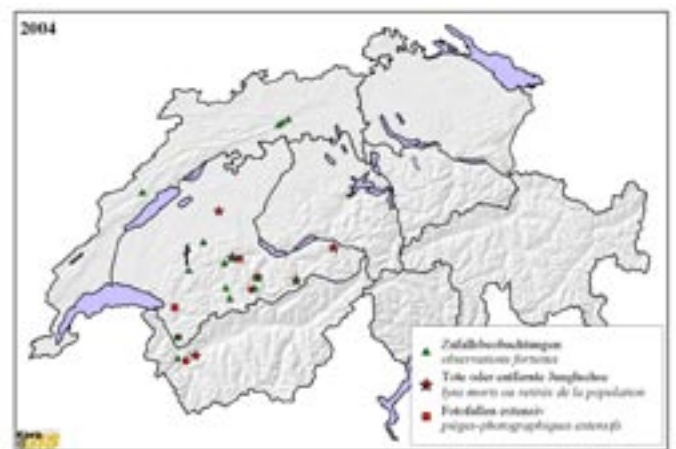 2004
Zufallsbeobachtungen
observations fortuites
Tote oder entfernte Jungluchse
lynx morts ou retirés de la population
Fotofallen extensiv
pièges-photographiques extensifs